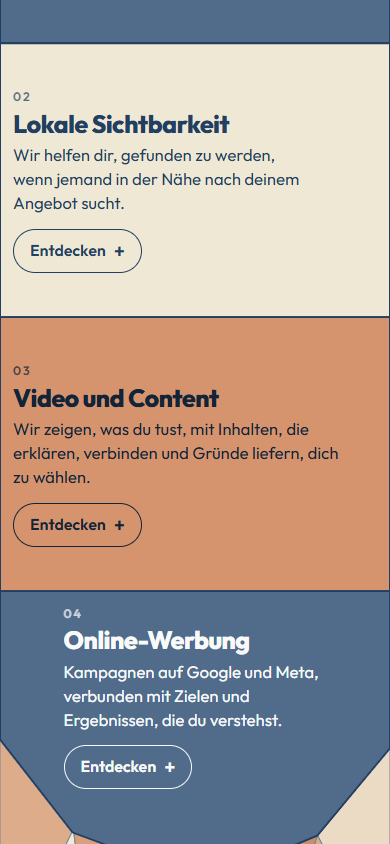 02
Lokale Sichtbarkeit
Wir helfen dir, gefunden zu werden,
wenn jemand in der Nähe nach deinem
Angebot sucht.
Entdecken +
03
Video und Content
Wir zeigen, was du tust, mit Inhalten, die
erklären, verbinden und Gründe liefern, dich
zu wählen.
Entdecken +
04
Online-Werbung
Kampagnen auf Google und Meta,
verbunden mit Zielen und
Ergebnissen, die du verstehst.
Entdecken +